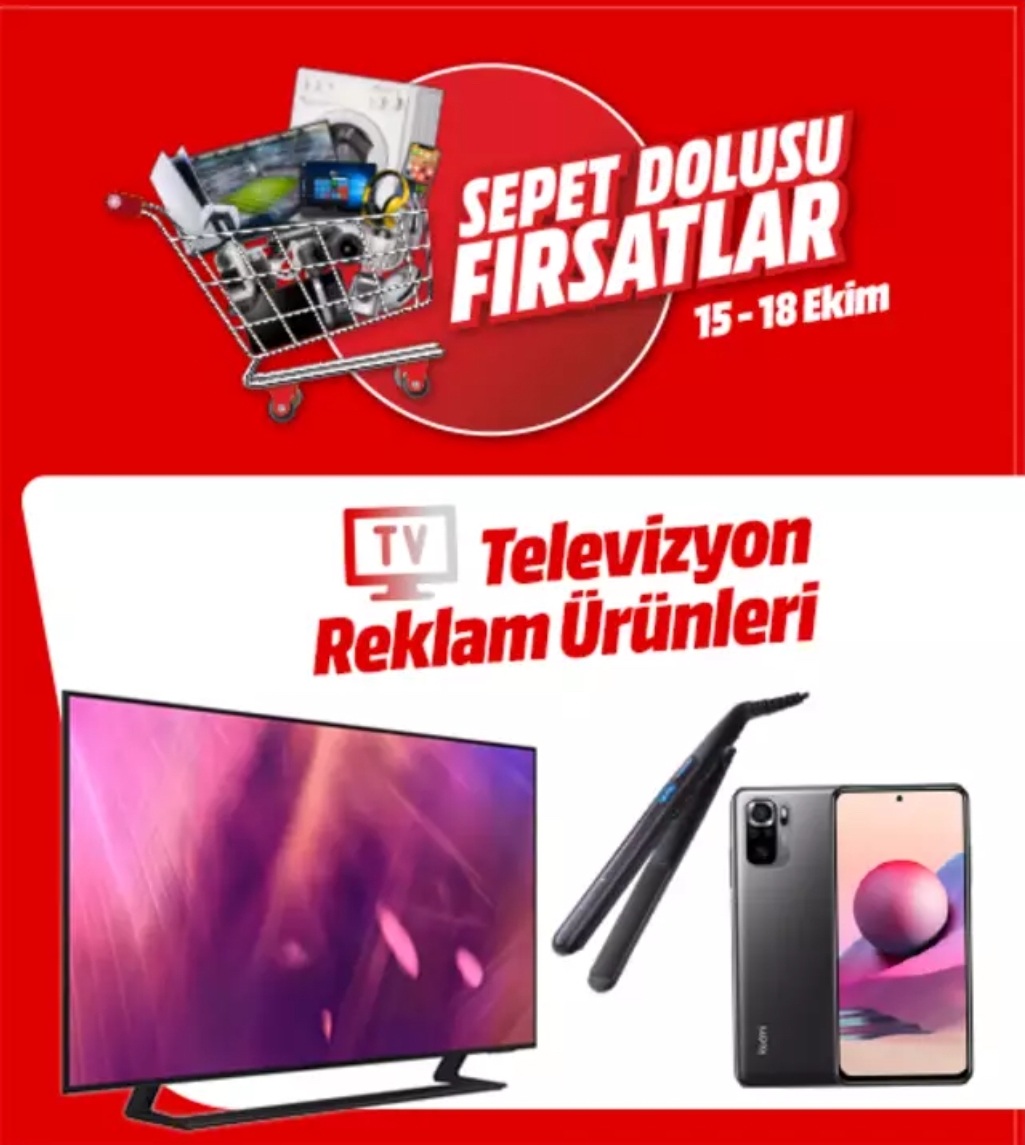 SEPET DOLUSU
FIRSATLAR
15 - 18 Ekim
TV
Televizyon
Reklam Ürünleri